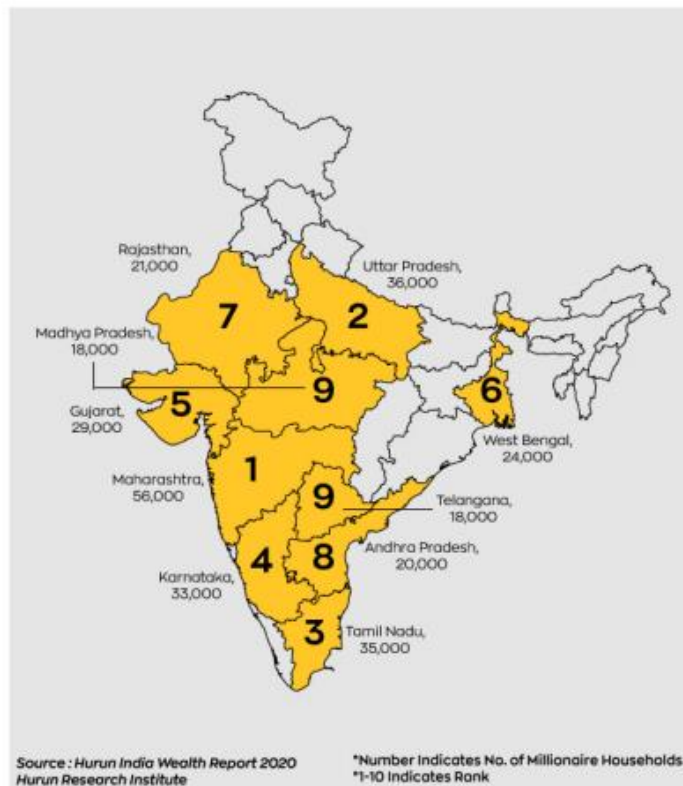 Rajasthan,
21,000
Uttar Pradesh,
36,000
7
2
Madhya Pradesh,
18,000
9
5
6
Gujarat,
29,000
West Bengal,
24,000
1
Maharashtra,
56,000
9
Telangana,
18,000
4
8
Andhra Pradesh,
20,000
Karnataka,
33,000
3
Tamil Nadu,
35,000
Source : Hurun India Wealth Report 2020
Hurun Research Institute
*Number Indicates No. of Millionaire Households
*1-10 Indicates Rank